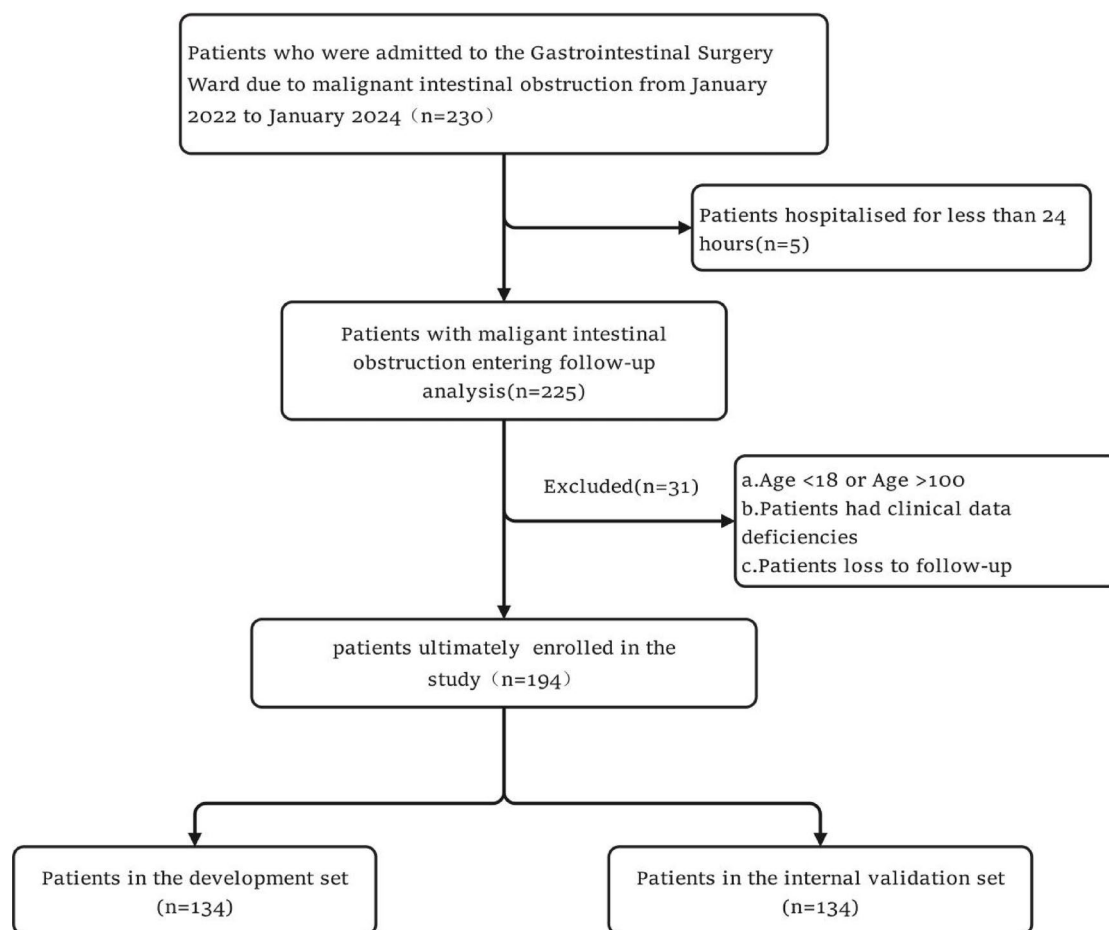 Patients who were admitted to the Gastrointestinal Surgery
Ward due to malignant intestinal obstruction from January
2022 to January 2024（n=230）
Patients hospitalised for less than 24
hours(n=5)
Patients with maligant intestinal
obstruction entering follow-up
analysis(n=225)
Excluded(n=31)
a.Age <18 or Age >100
b.Patients had clinical data
deficiencies
c.Patients loss to follow-up
patients ultimately enrolled in the
study（n=194）
Patients in the development set
(n=134)
Patients in the internal validation set
(n=134)